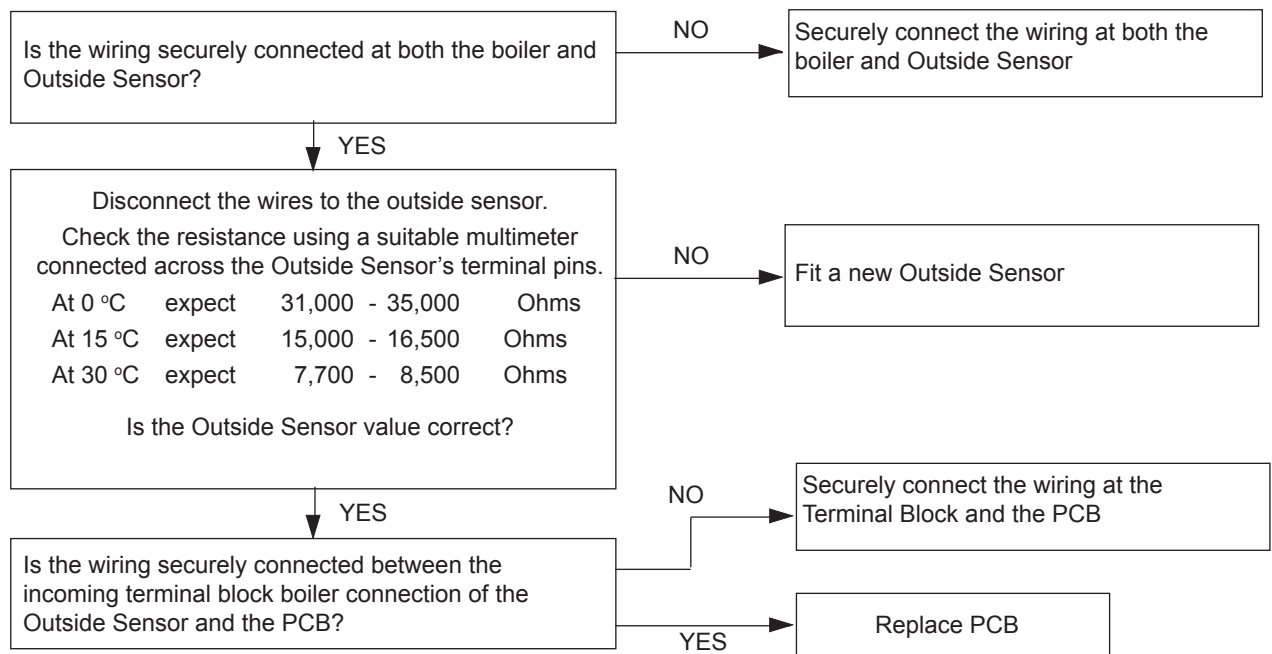 Is the wiring securely connected at both the boiler and
Outside Sensor?
NO
Securely connect the wiring at both the
boiler and Outside Sensor
YES
Disconnect the wires to the outside sensor.
Check the resistance using a suitable multimeter
connected across the Outside Sensor's terminal pins.
At 0 °C expect 31,000 - 35,000 Ohms
At 15 °C expect 15,000 - 16,500 Ohms
At 30 °C expect 7,700 - 8,500 Ohms
Is the Outside Sensor value correct?
NO
Fit a new Outside Sensor
YES
Is the wiring securely connected between the
incoming terminal block boiler connection of the
Outside Sensor and the PCB?
NO
Securely connect the wiring at the
Terminal Block and the PCB
YES
Replace PCB